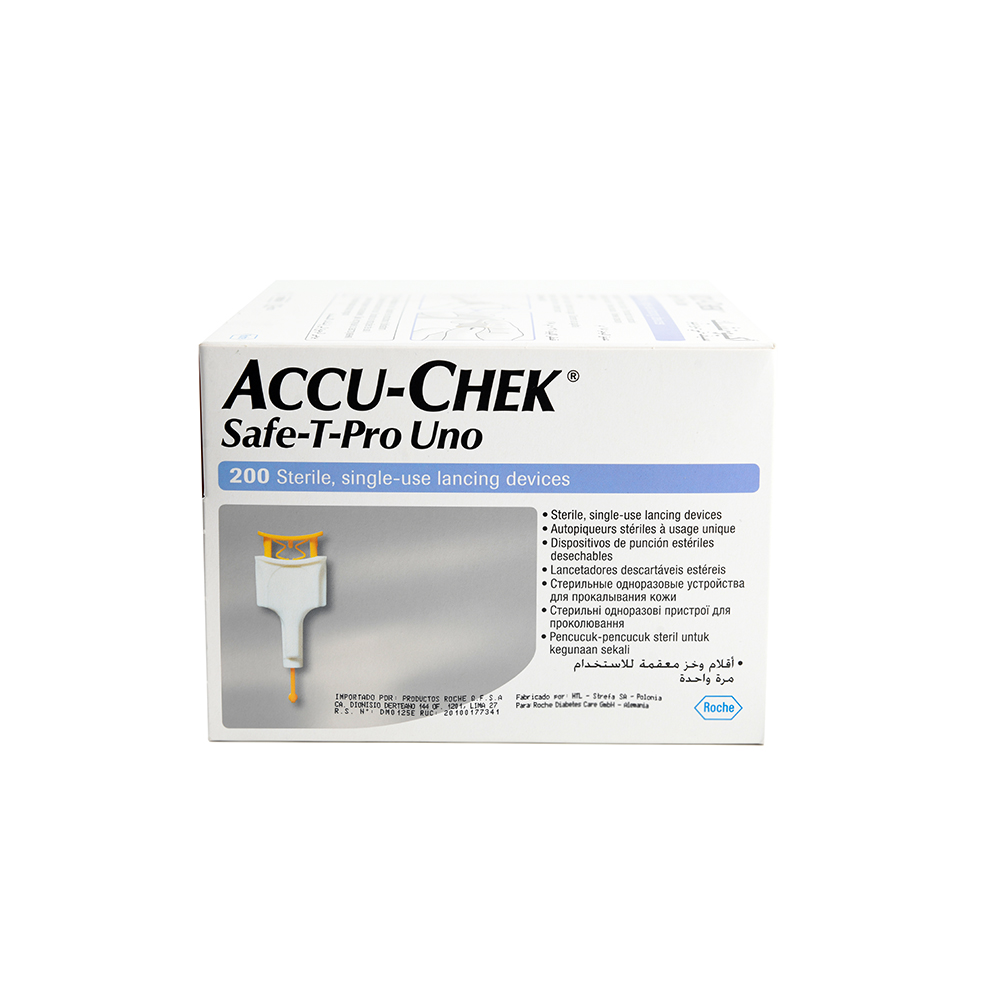 ACCU-CHEK®
Safe-T-Pro Uno
200 Sterile, single-use lancing devices
• Sterile, single-use lancing devices
• Autopiqueurs stériles à usage unique
• Dispositivos de punción estériles
desechables
• Lancetadores descartáveis estéreis
• Стерильные одноразовые устройства
для прокалывания кожи
• Стерильні одноразові пристрої для
проколювання
• Pencucuk-pencucuk steril untuk
kegunaan sekali
• أقلام وخز معقمة للاستخدام
مرة واحدة
IMPORTADO POR: PRODUCTOS ROCHE Q.F.S.A
CA. DIONISIO DERTEANO 144 OF. 1201, LIMA 27
R.S. N°: DM0125E RUC: 20100177341
Fabricado por: HTL - Strefa SA - Polonia
Para Roche Diabetes Care GmbH - Alemania
Roche